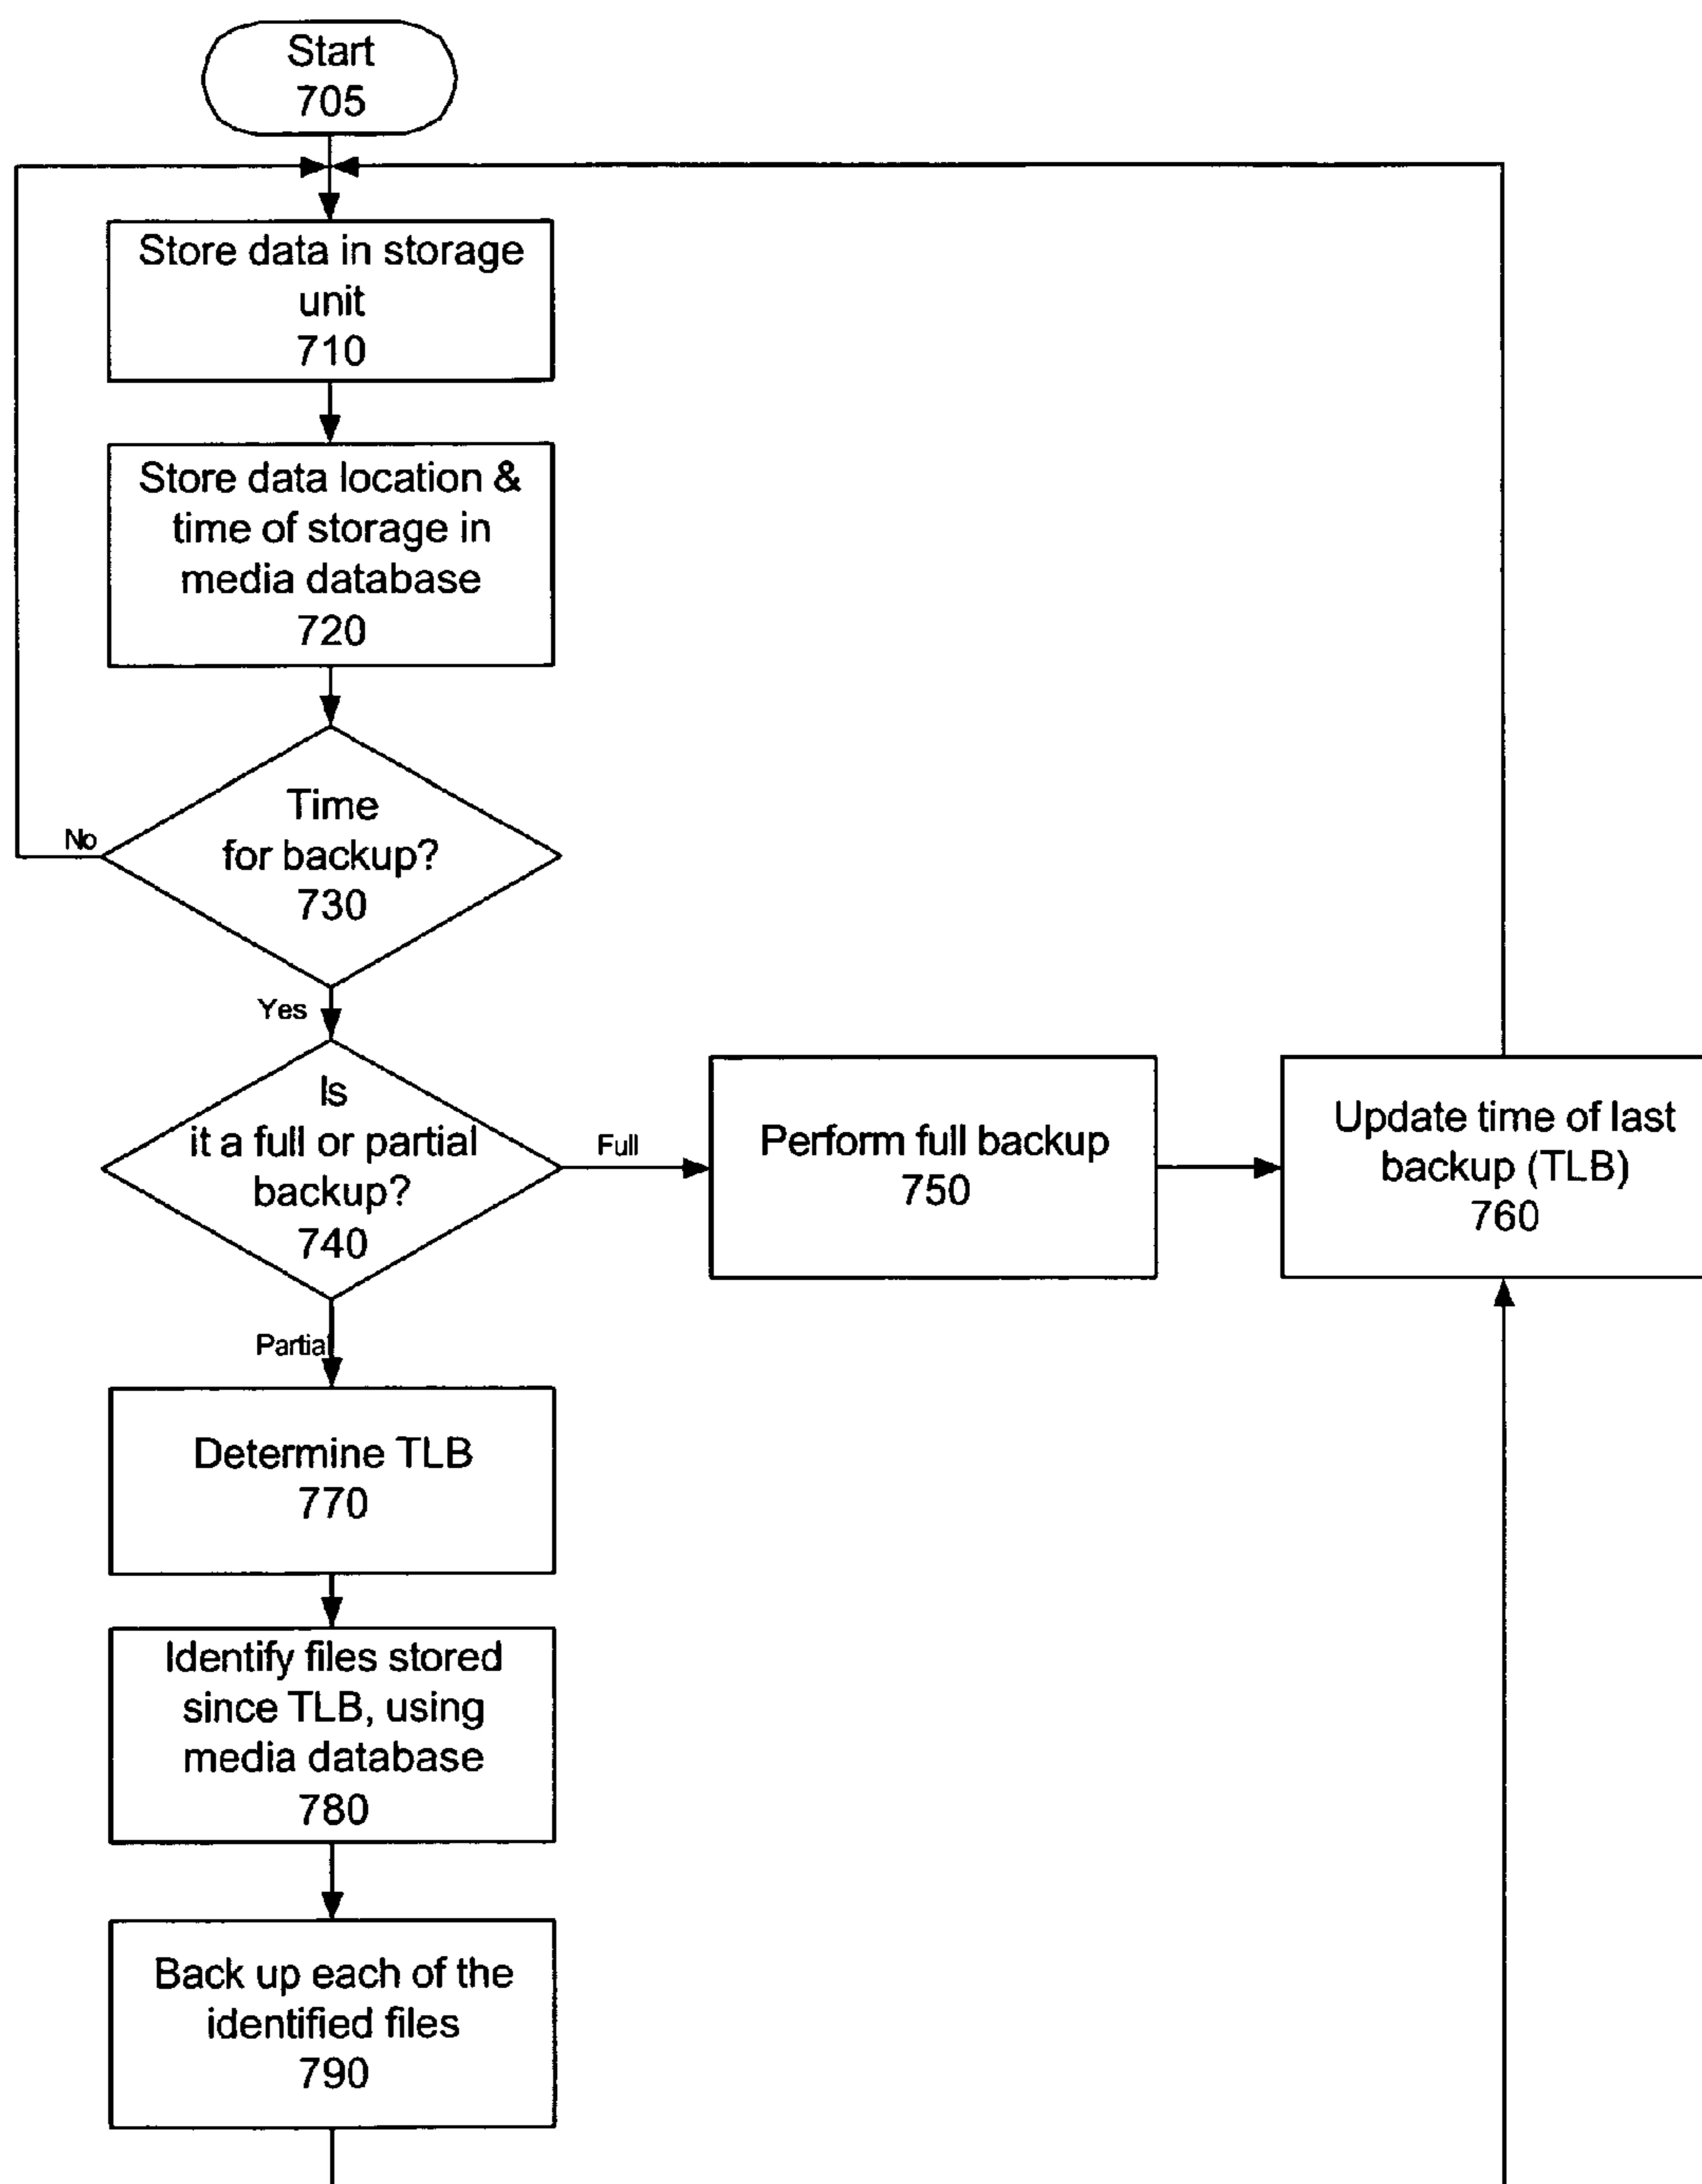 Start
705
Store data in storage
unit
710
Store data location &
time of storage in
media database
720
Time
for backup?
730
No
Yes
Is
it a full or partial
backup?
740
Full
Perform full backup
750
Update time of last
backup (TLB)
760
Partial
Determine TLB
770
Identify files stored
since TLB, using
media database
780
Back up each of the
identified files
790